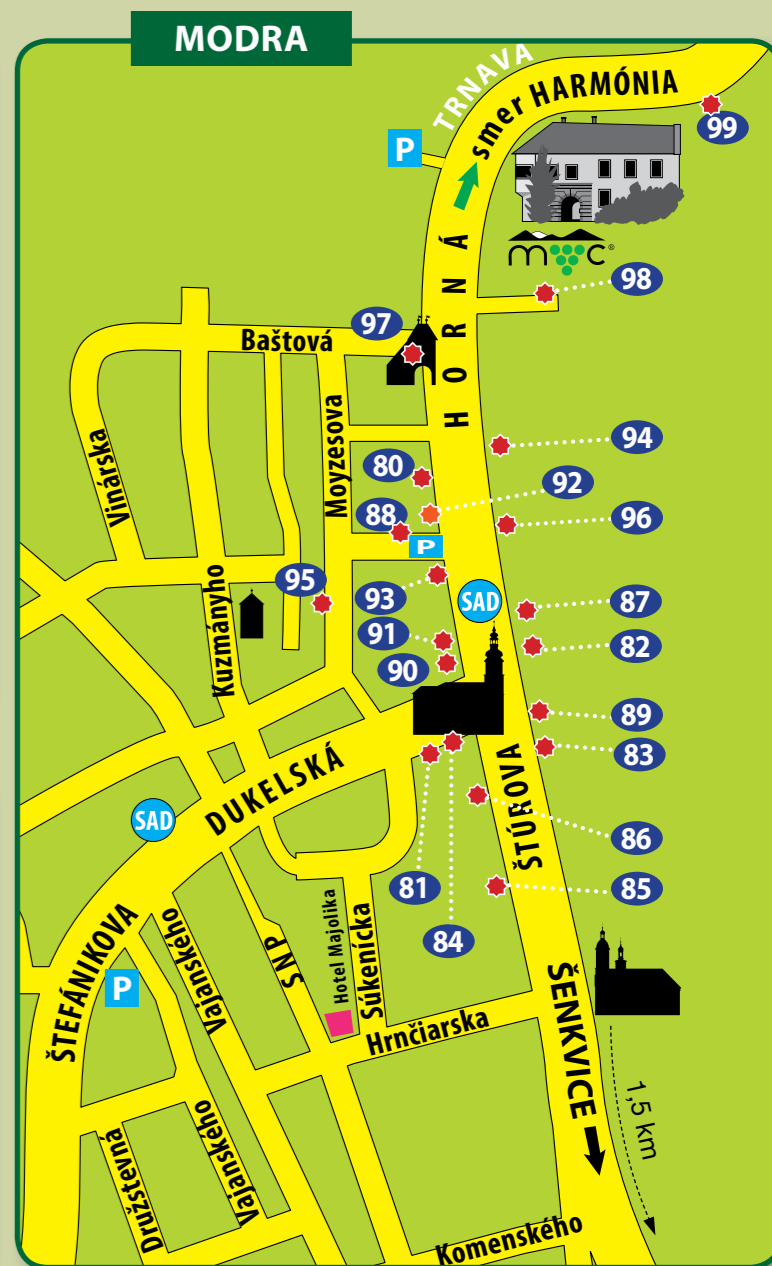 MODRA
TRNAVA
smer HARMÓNIA
99
P
mvc®
HORNÁ
98
97
Baštová
Moyzesova
Vinárska
94
80
92
88
96
P
95
93
SAD
87
Kuzmányho
91
82
90
89
83
DUKELSKÁ
SAD
ŠTÚROVA
86
81
85
84
ŠTEFÁNIKOVA
Vajanského
SNP
Hotel Majolika
Súkenícka
P
Hrnčiarska
ŠENKVICE
1,5 km
Družstevná
Vajanského
Komenského